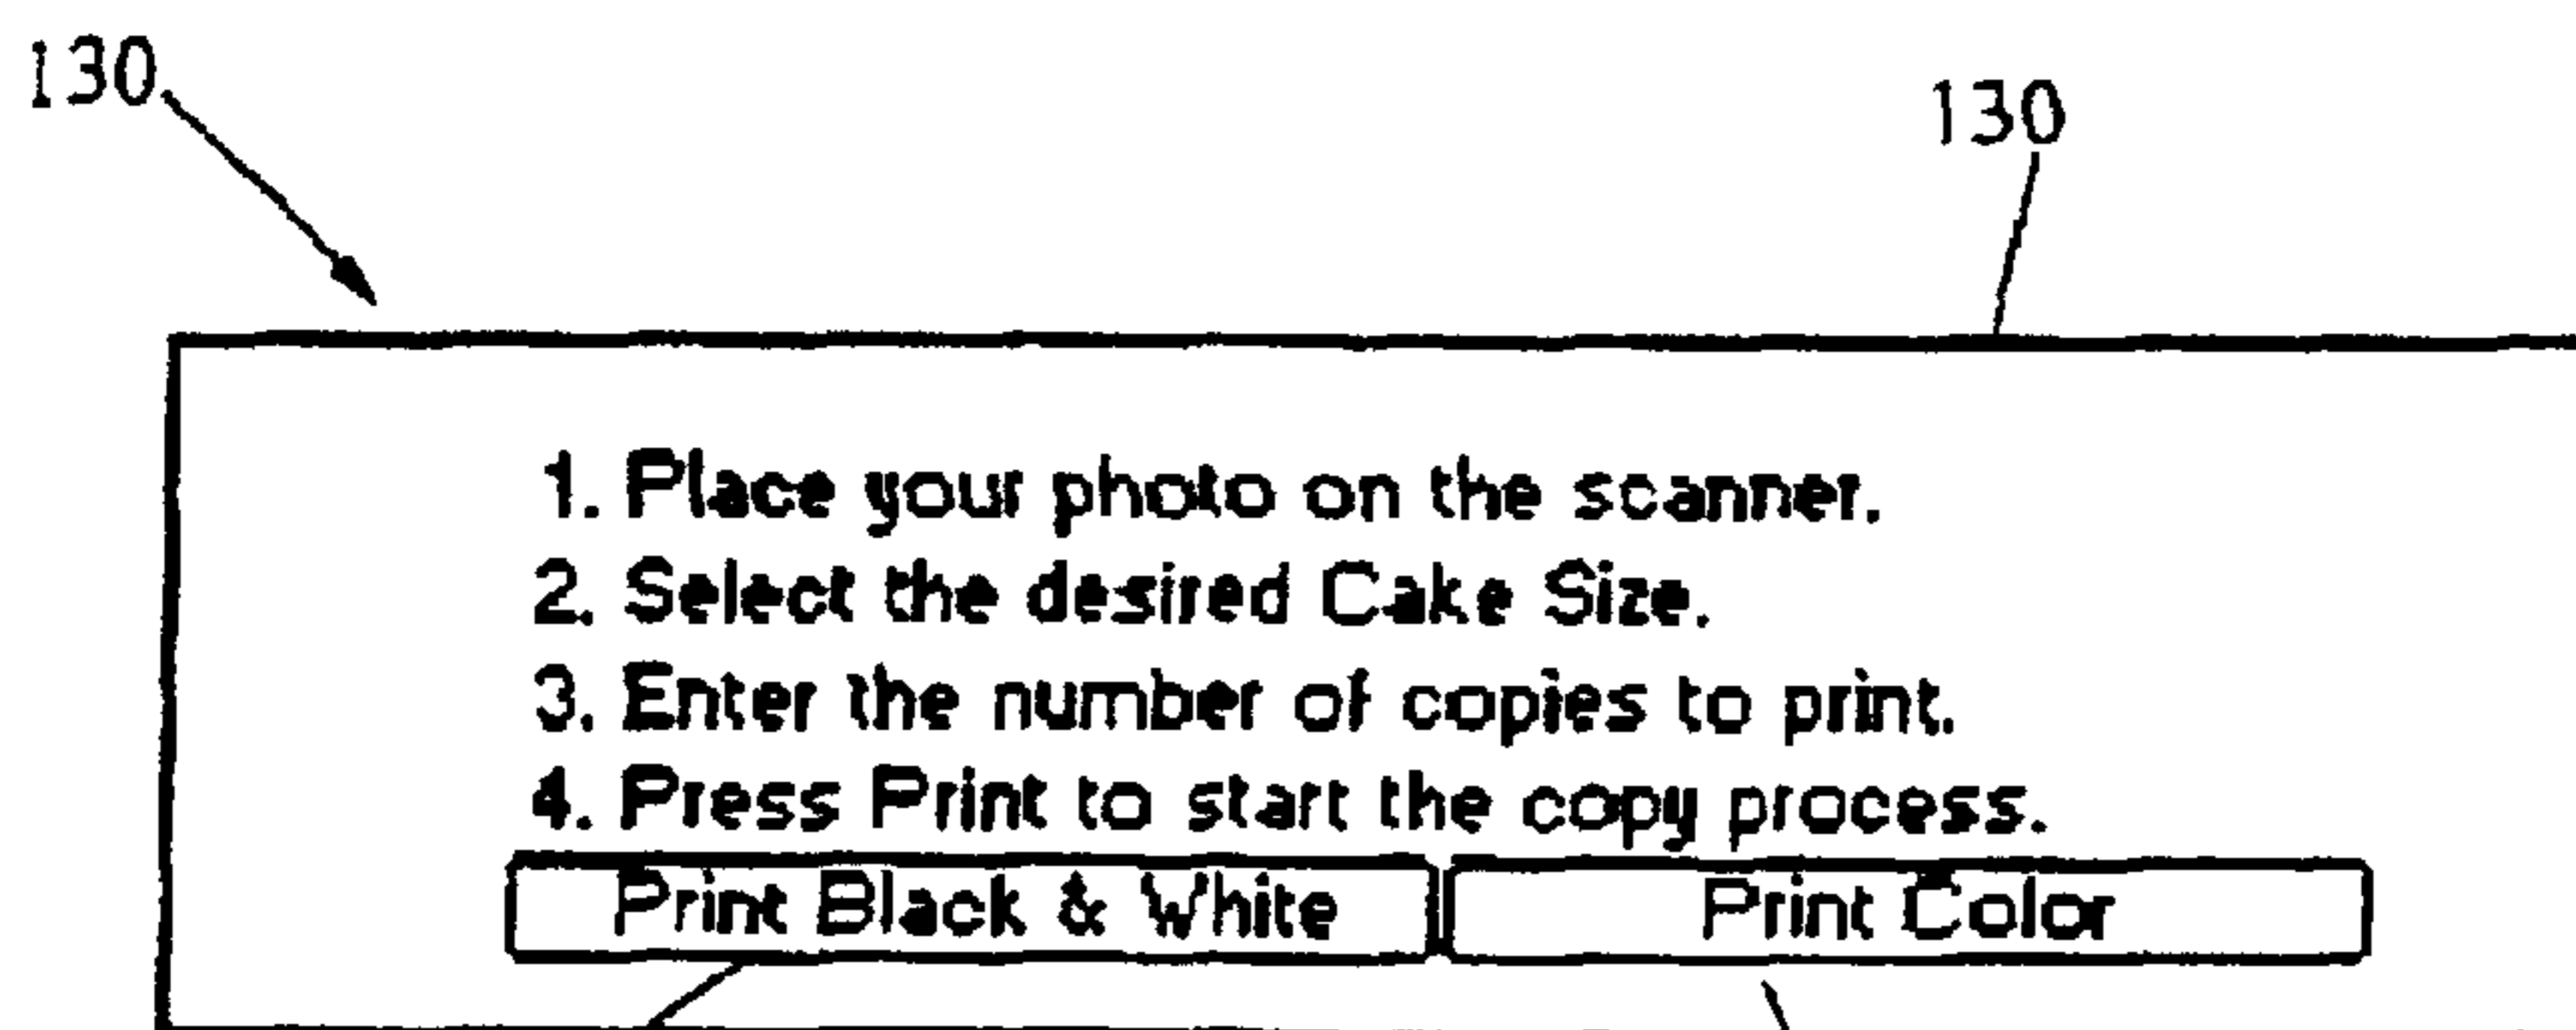 130
130
1. Place your photo on the scanner.
2. Select the desired Cake Size.
3. Enter the number of copies to print.
4. Press Print to start the copy process.
Print Black & White Print Color